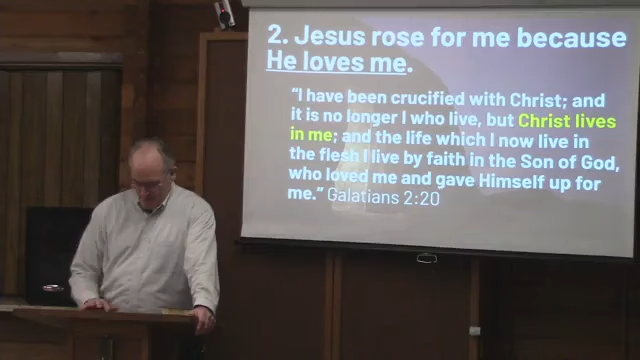 2. Jesus rose for me because
He loves me.
“I have been crucified with Christ; and
it is no longer I who live, but Christ lives
in me; and the life which I now live in
the flesh I live by faith in the Son of God,
who loved me and gave Himself up for
me.” Galatians 2:20